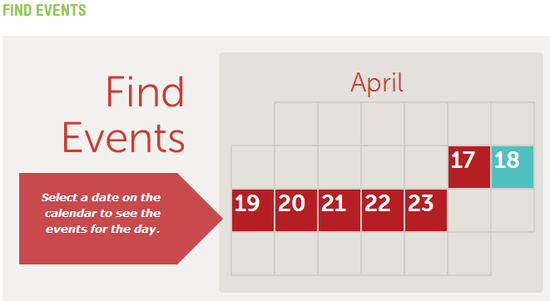 FIND EVENTS
Find
Events
Select a date on the
calendar to see the
events for the day.
April
17 18
19 20 21 22 23